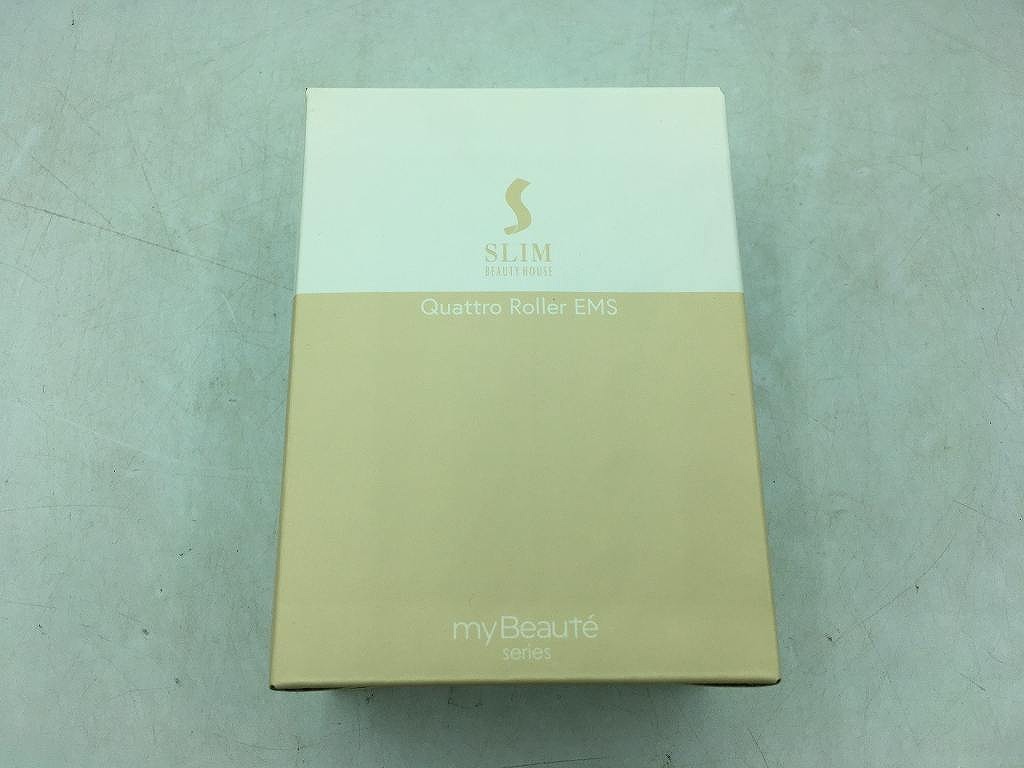 SLIM
BEAUTY HOUSE
Quattro Roller EMS
myBeauté
series